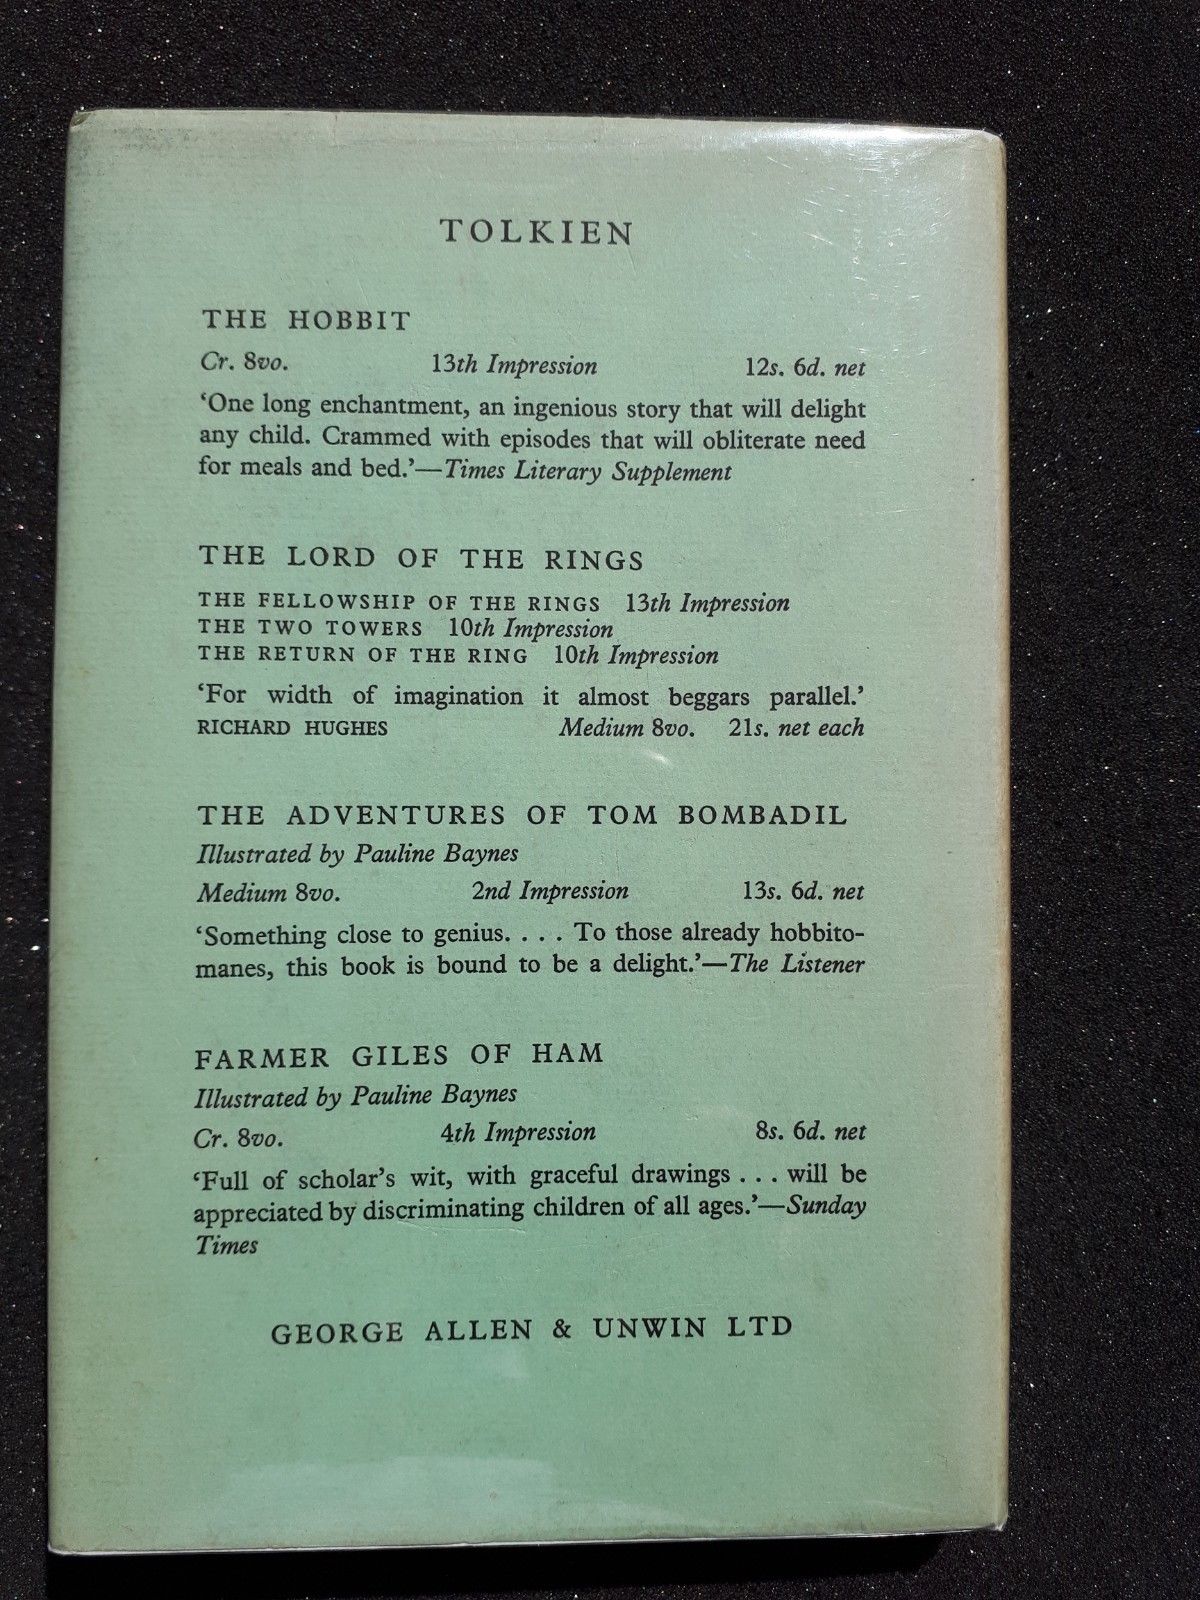 TOLKIEN
THE HOBBIT
Cr. 8vo. 13th Impression 12s. 6d. net
‘One long enchantment, an ingenious story that will delight
any child. Crammed with episodes that will obliterate need
for meals and bed.’—Times Literary Supplement
THE LORD OF THE RINGS
THE FELLOWSHIP OF THE RINGS 13th Impression
THE TWO TOWERS 10th Impression
THE RETURN OF THE RING 10th Impression
‘For width of imagination it almost beggars parallel.’
RICHARD HUGHES Medium 8vo. 21s. net each
THE ADVENTURES OF TOM BOMBADIL
Illustrated by Pauline Baynes
Medium 8vo. 2nd Impression 13s. 6d. net
‘Something close to genius. . . . To those already hobbito-
manes, this book is bound to be a delight.’—The Listener
FARMER GILES OF HAM
Illustrated by Pauline Baynes
Cr. 8vo. 4th Impression 8s. 6d. net
‘Full of scholar’s wit, with graceful drawings . . . will be
appreciated by discriminating children of all ages.’—Sunday
Times
GEORGE ALLEN & UNWIN LTD